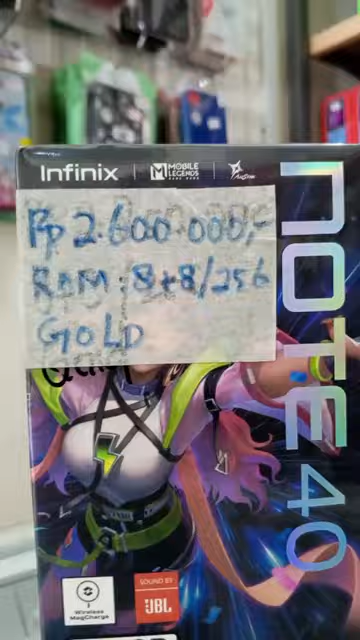 Infinix
MOBILE LEGENDS
Rp 2.600.000,-
RAM : 8+8/256
GOLD
NOTE 40
Wireless MagCharge
SOUND BY
JBL